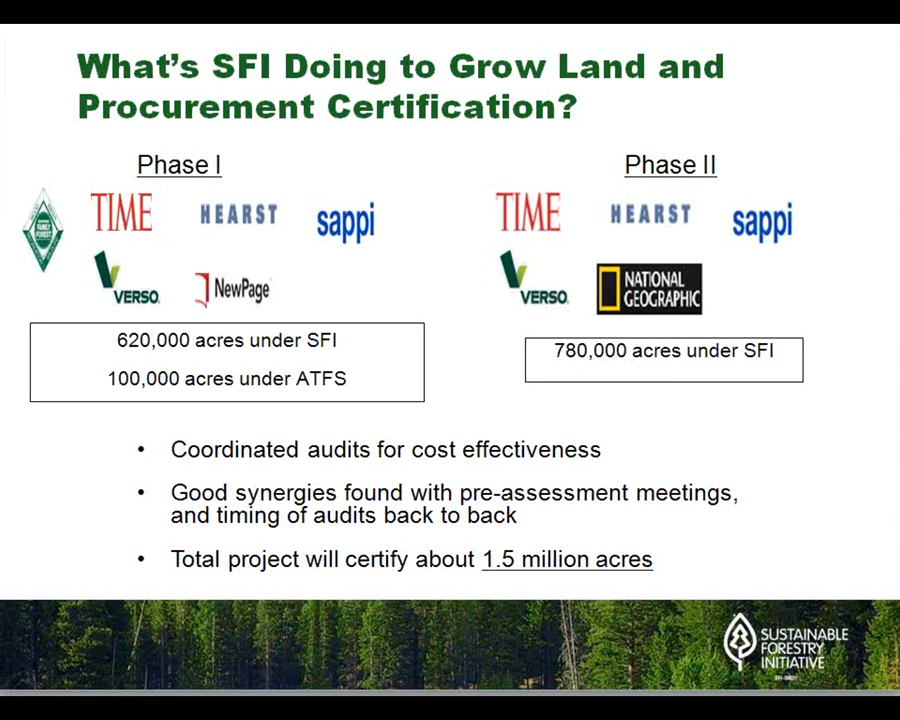 What's SFI Doing to Grow Land and
Procurement Certification?
Phase I
Phase II
TIME
HEARST
sappi
FAMILY
FOREST
VERSO
NewPage
TIME
HEARST
sappi
VERSO
NATIONAL
GEOGRAPHIC
620,000 acres under SFI
100,000 acres under ATFS
780,000 acres under SFI
• Coordinated audits for cost effectiveness
• Good synergies found with pre-assessment meetings,
and timing of audits back to back
• Total project will certify about 1.5 million acres
SUSTAINABLE
FORESTRY
INITIATIVE